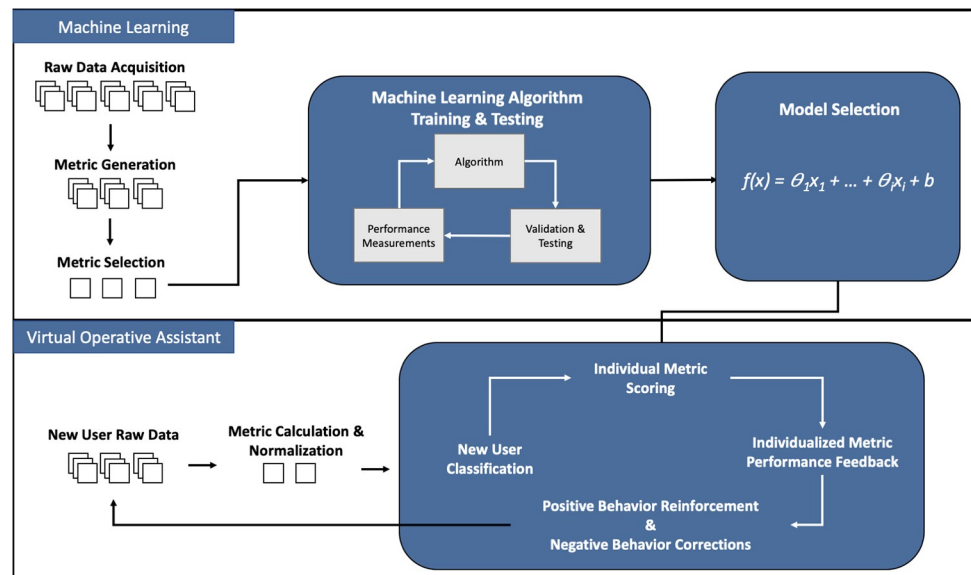 Machine Learning
Raw Data Acquisition
Metric Generation
Metric Selection
Machine Learning Algorithm
Training & Testing
Algorithm
Performance
Measurements
Validation &
Testing
Model Selection
f(x) = θ₁x₁ + ... + θᵢxᵢ + b
Virtual Operative Assistant
New User Raw Data
Metric Calculation &
Normalization
Individual Metric
Scoring
New User
Classification
Individualized Metric
Performance Feedback
Positive Behavior Reinforcement
&
Negative Behavior Corrections